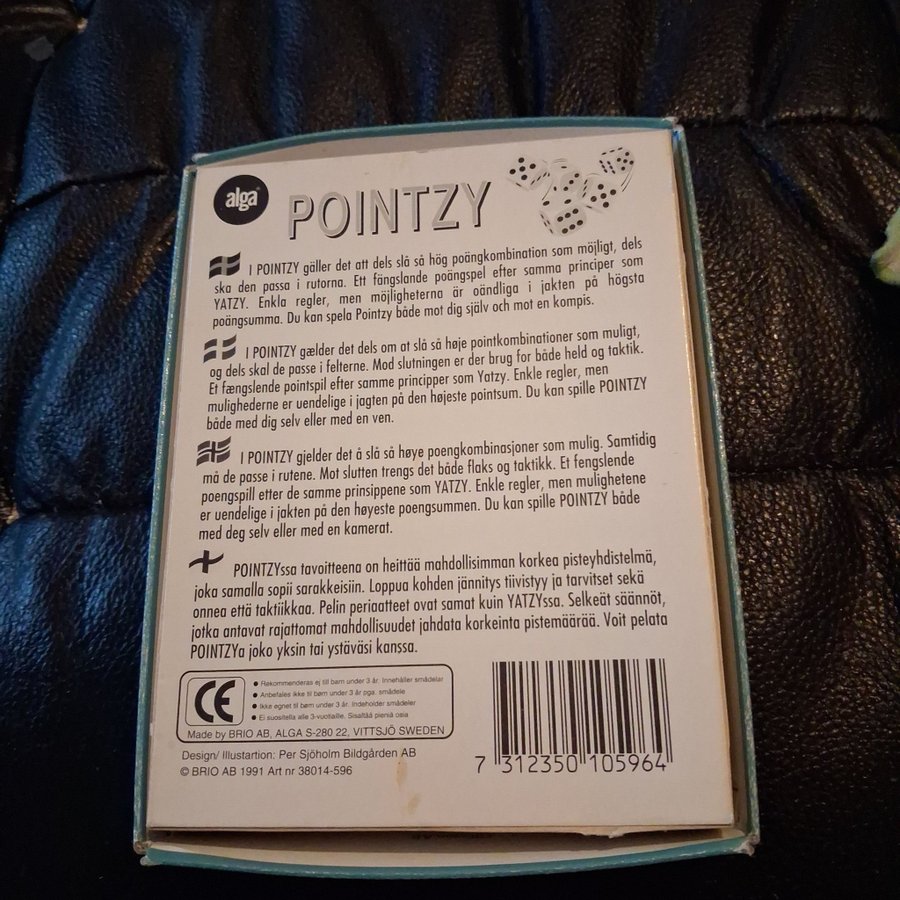 alga
POINTZY
I POINTZY gäller det att dels slå så hög poängkombination som möjligt, dels
ska den passa i rutorna. Ett fängslande poängspel efter samma principer som
YATZY. Enkla regler, men möjligheterna är oändliga i jakten på högsta
poängsumma. Du kan spela Pointzy både mot dig själv och mot en kompis.
I POINTZY gælder det dels om at slå så høje pointkombinationer som muligt,
og dels skal de passe i felterne. Mod slutningen er der brug for både held og taktik.
Et fængslende pointspil efter samme principper som Yatzy. Enkle regler, men
mulighederne er uendelige i jagten på den højeste pointsum. Du kan spille POINTZY
både med dig selv eller med en ven.
I POINTZY gjelder det å slå så høye poengkombinasjoner som mulig. Samtidig
må de passe i rutene. Mot slutten trengs det både flaks og taktikk. Et fengslende
poengspill etter de samme prinsippene som YATZY. Enkle regler, men mulighetene
er uendelige i jakten på den høyeste poengsummen. Du kan spille POINTZY både
med deg selv eller med en kamerat.
POINTZYssa tavoitteena on heittää mahdollisimman korkea pisteyhdistelmä,
joka samalla sopii sarakkeisiin. Loppua kohden jännitys tiivistyy ja tarvitset sekä
onnea että taktiikkaa. Pelin periaatteet ovat samat kuin YATZYssa. Selkeät säännöt,
jotka antavat rajattomat mahdollisuudet jahdata korkeinta pistemäärää. Voit pelata
POINTZYa joko yksin tai ystäväsi kanssa.
CE
• Rekommenderas ej till barn under 3 år. Innehåller smådelar
• Anbefales ikke til børn under 3 år pga. smådele
• Ikke egnet til barn under 3 år. Indeholder smådeler
• Ei suositella alle 3-vuotiaille. Sisältää pieniä osia
Made by BRIO AB, ALGA S-280 22, VITTSJÖ SWEDEN
Design/ Illustartion: Per Sjöholm Bildgården AB
© BRIO AB 1991 Art nr 38014-596
7 312350 105964